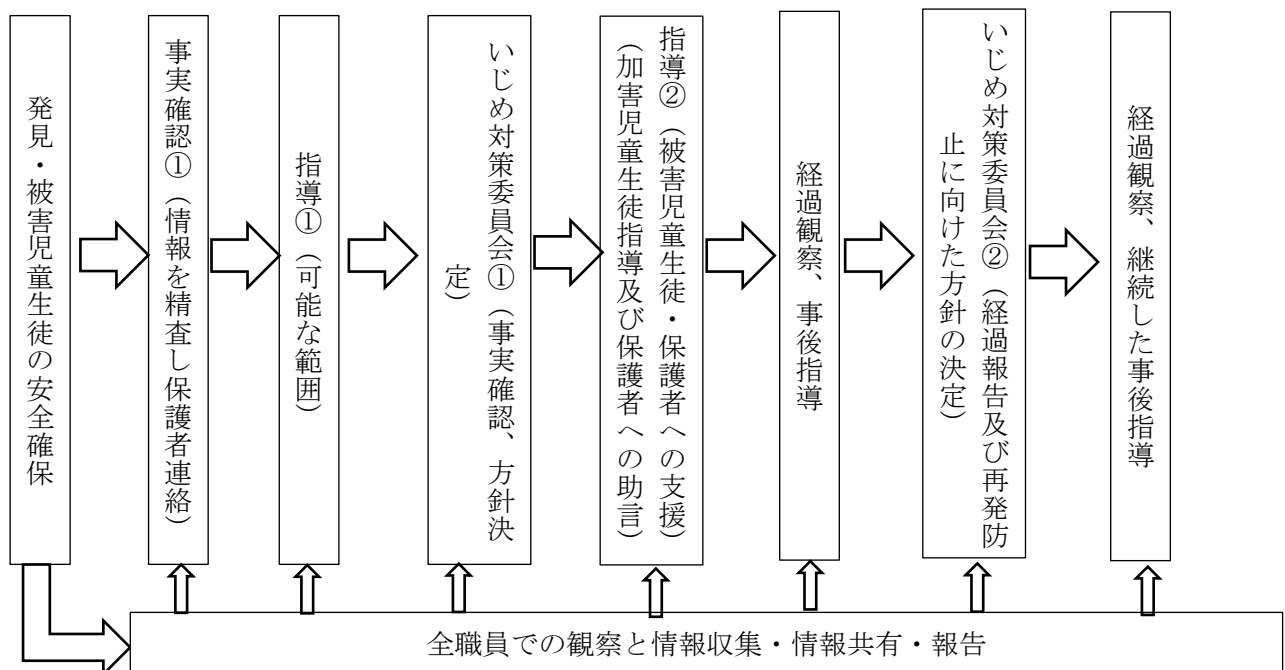 発見・被害児童生徒の安全確保
事実確認①（情報を精査し保護者連絡）
指導①（可能な範囲）
いじめ対策委員会①（事実確認、方針決
定）
指導②（被害児童生徒・保護者への支援）
（加害児童生徒指導及び保護者への助言）
経過観察、事後指導
いじめ対策委員会②（経過報告及び再発防
止に向けた方針の決定）
経過観察、継続した事後指導
全職員での観察と情報収集・情報共有・報告